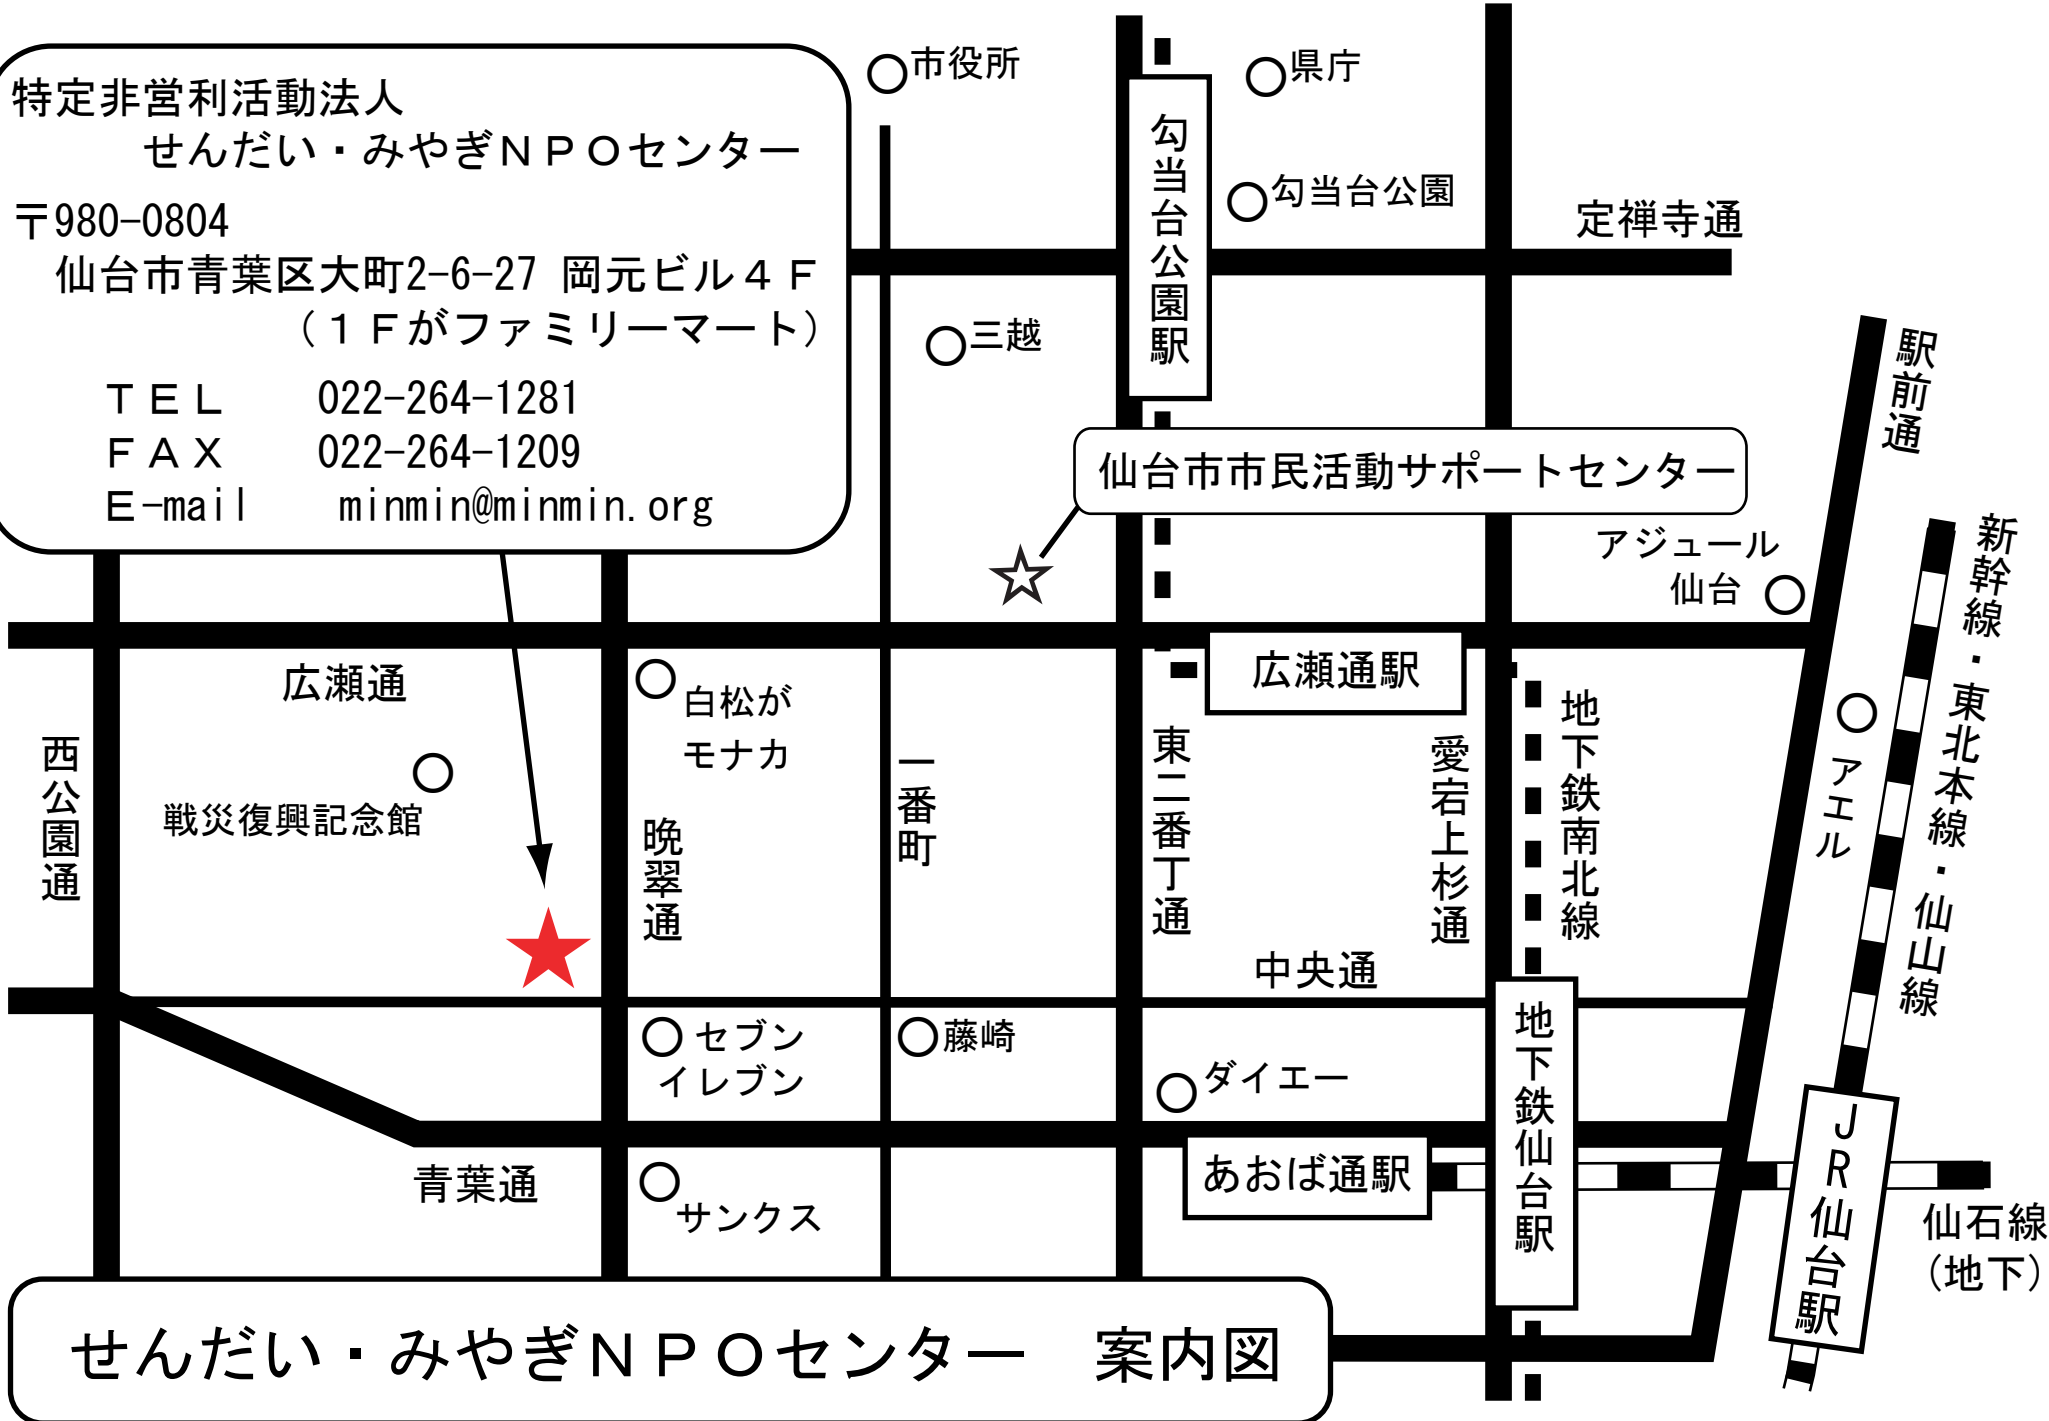 特定非営利活動法人
せんだい・みやぎＮＰＯセンター
〒980-0804
仙台市青葉区大町2-6-27 岡元ビル４Ｆ
（１Ｆがファミリーマート）
ＴＥＬ 022-264-1281
ＦＡＸ 022-264-1209
Ｅ-mail minmin@minmin.org
市役所
県庁
勾当台公園駅
勾当台公園
定禅寺通
三越
駅前通
仙台市市民活動サポートセンター
アジュール
仙台
新幹線・東北本線・仙山線
広瀬通
広瀬通駅
白松が
モナカ
西公園通
戦災復興記念館
晩翠通
一番町
東二番丁通
愛宕上杉通
地下鉄南北線
アエル
中央通
セブン
イレブン
藤崎
ダイエー
地下鉄仙台駅
青葉通
あおば通駅
サンクス
ＪＲ仙台駅
仙石線
（地下）
せんだい・みやぎＮＰＯセンター　案内図